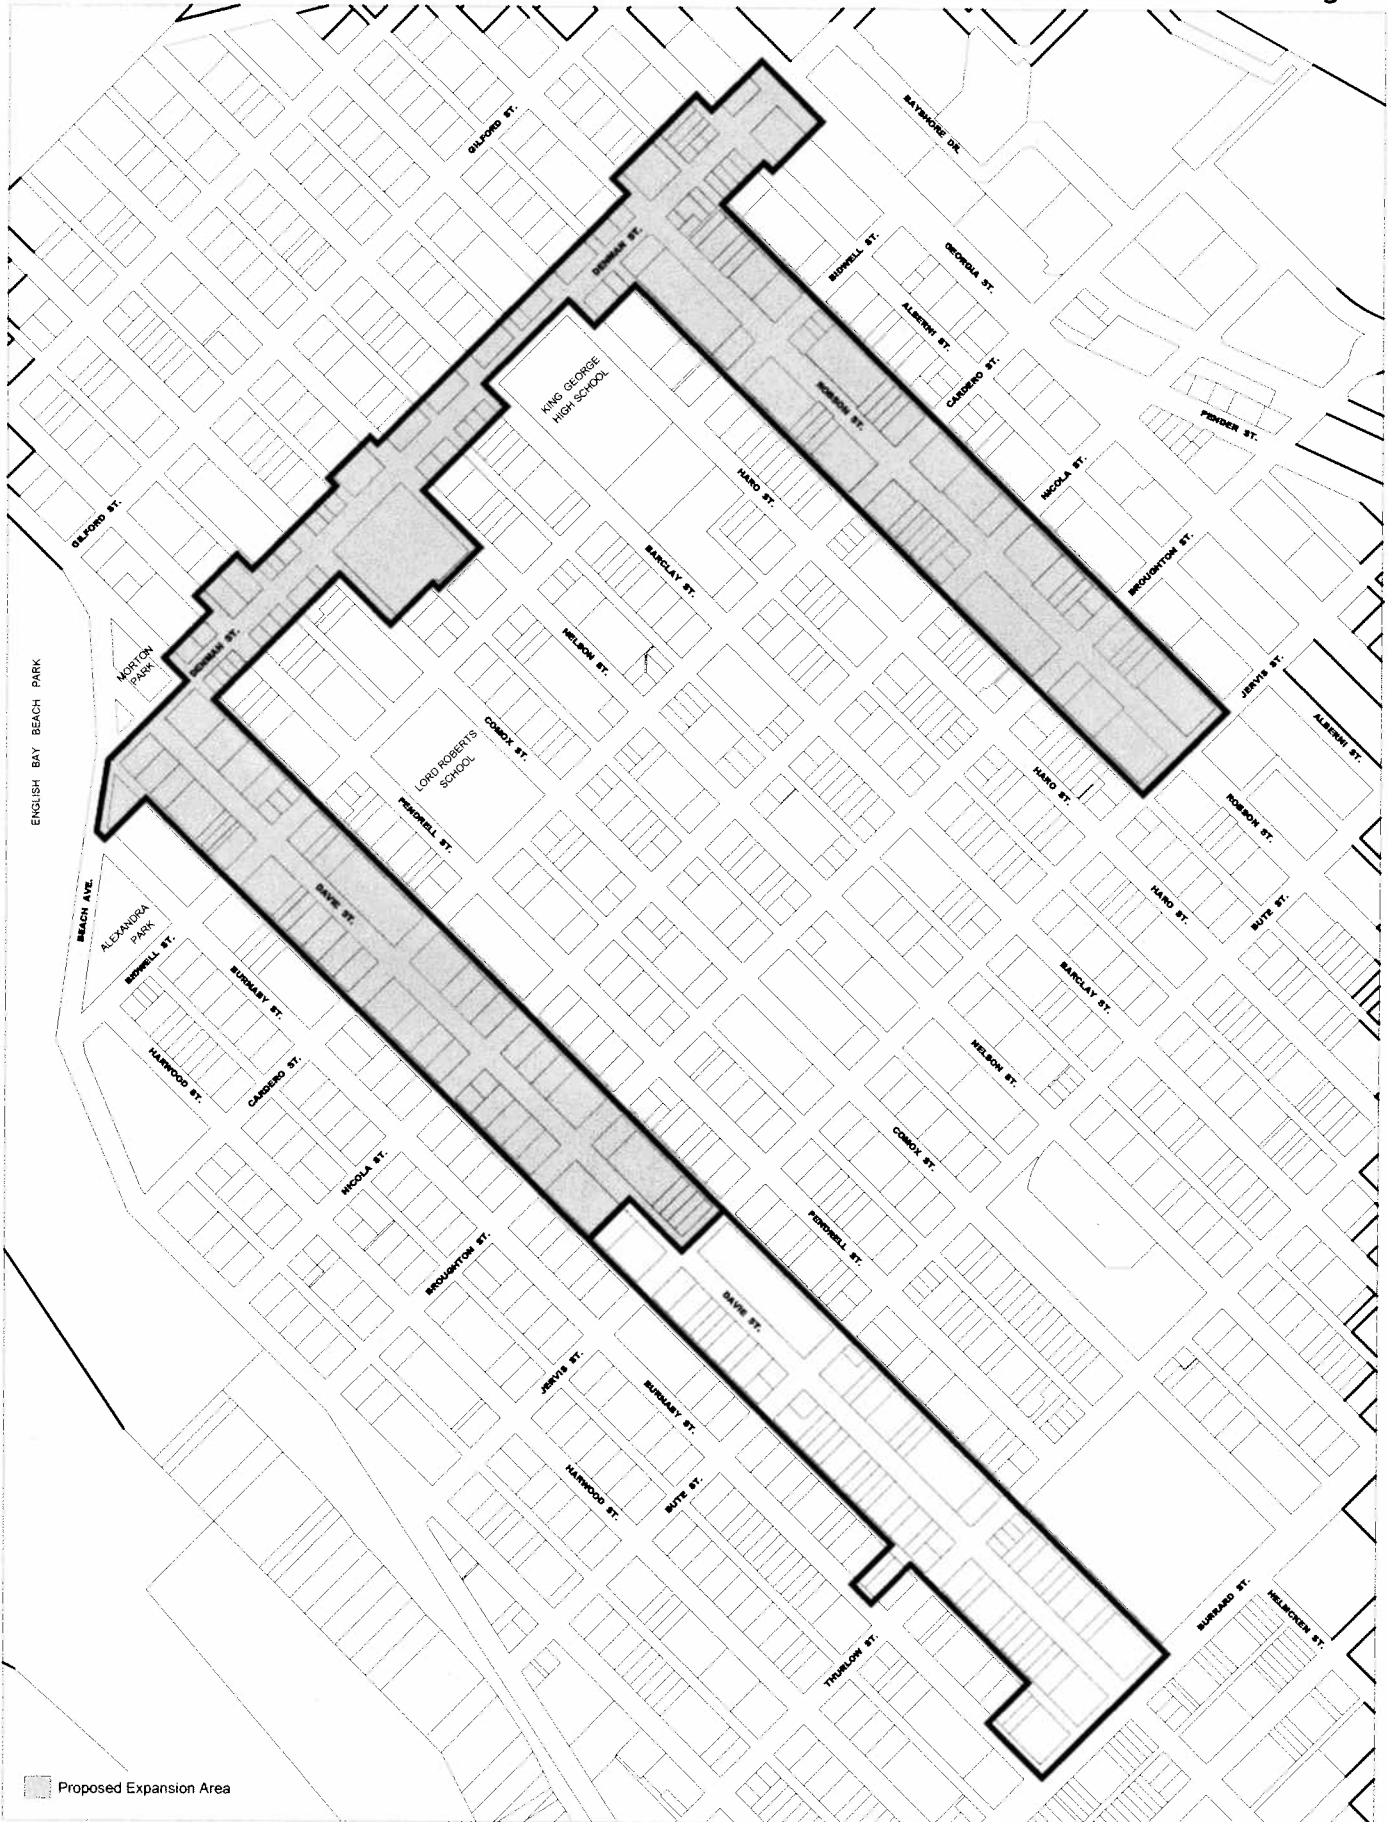 GILFORD ST.
BAYSHORE DR.
DENMAN ST.
BIDWELL ST.
GEORGIA ST.
ALBERNI ST.
CARDERO ST.
KING GEORGE
HIGH SCHOOL
ROBSON ST.
PENDER ST.
NICOLA ST.
HARO ST.
GILFORD ST.
BARCLAY ST.
BROUGHTON ST.
NELSON ST.
DENMAN ST.
MORTON
PARK
JERVIS ST.
ENGLISH BAY BEACH PARK
ALBERNI ST.
COMOX ST.
LORD ROBERTS
SCHOOL
HARO ST.
ROBSON ST.
PENDRELL ST.
DAVIE ST.
BEACH AVE.
ALEXANDRA
PARK
HARO ST.
BUTE ST.
BIDWELL ST.
BURNABY ST.
BARCLAY ST.
HARWOOD ST.
CARDERO ST.
NELSON ST.
COMOX ST.
NICOLA ST.
PENDRELL ST.
BROUGHTON ST.
DAVIE ST.
JERVIS ST.
BURNABY ST.
HARWOOD ST.
BUTE ST.
BURRARD ST.
HELMCKEN ST.
THURLOW ST.
Proposed Expansion Area